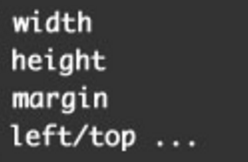 width
height
margin
left/top ...